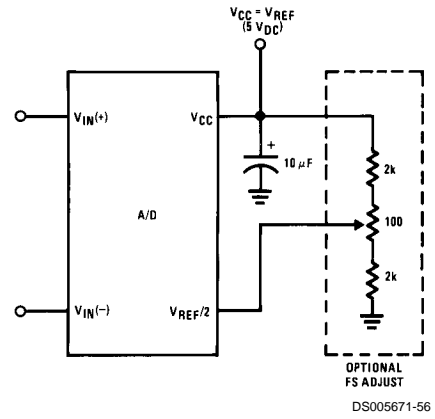 VCC = VREF
(5 VDC)
VIN(+)
VCC
+
10 μF
2k
A/D
100
2k
VIN(−)
VREF/2
OPTIONAL
FS ADJUST
DS005671-56